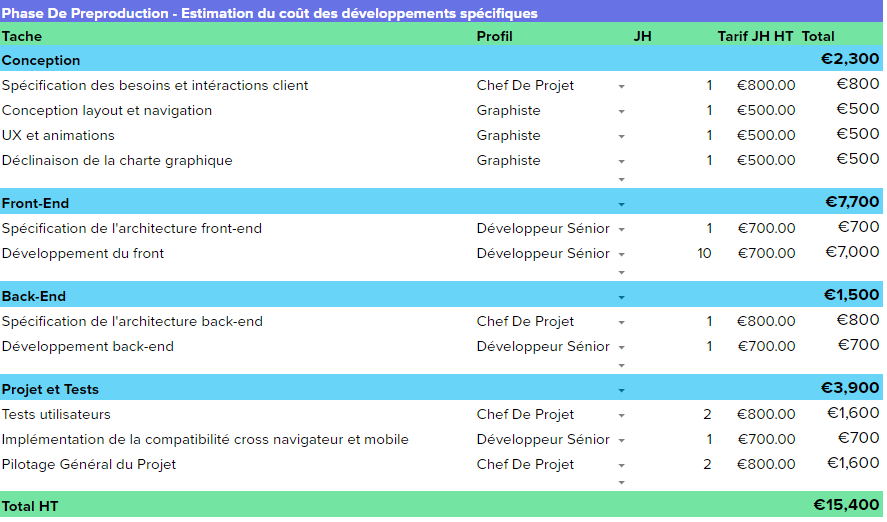 Phase De Preproduction - Estimation du coût des développements spécifiques
Tache Profil JH Tarif JH HT Total
Conception €2,300
Spécification des besoins et intéractions client Chef De Projet 1 €800.00 €800
Conception layout et navigation Graphiste 1 €500.00 €500
UX et animations Graphiste 1 €500.00 €500
Déclinaison de la charte graphique Graphiste 1 €500.00 €500
Front-End €7,700
Spécification de l'architecture front-end Développeur Sénior 1 €700.00 €700
Développement du front Développeur Sénior 10 €700.00 €7,000
Back-End €1,500
Spécification de l'architecture back-end Chef De Projet 1 €800.00 €800
Développement back-end Développeur Sénior 1 €700.00 €700
Projet et Tests €3,900
Tests utilisateurs Chef De Projet 2 €800.00 €1,600
Implémentation de la compatibilité cross navigateur et mobile Développeur Sénior 1 €700.00 €700
Pilotage Général du Projet Chef De Projet 2 €800.00 €1,600
Total HT €15,400